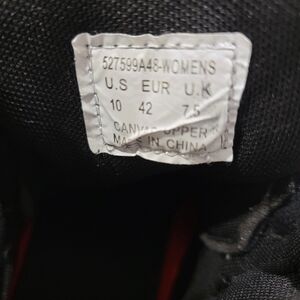 527599A48-WOMENS
U.S EUR U.K
10 42 7.5
CANVAS UPPER
MADE IN CHINA